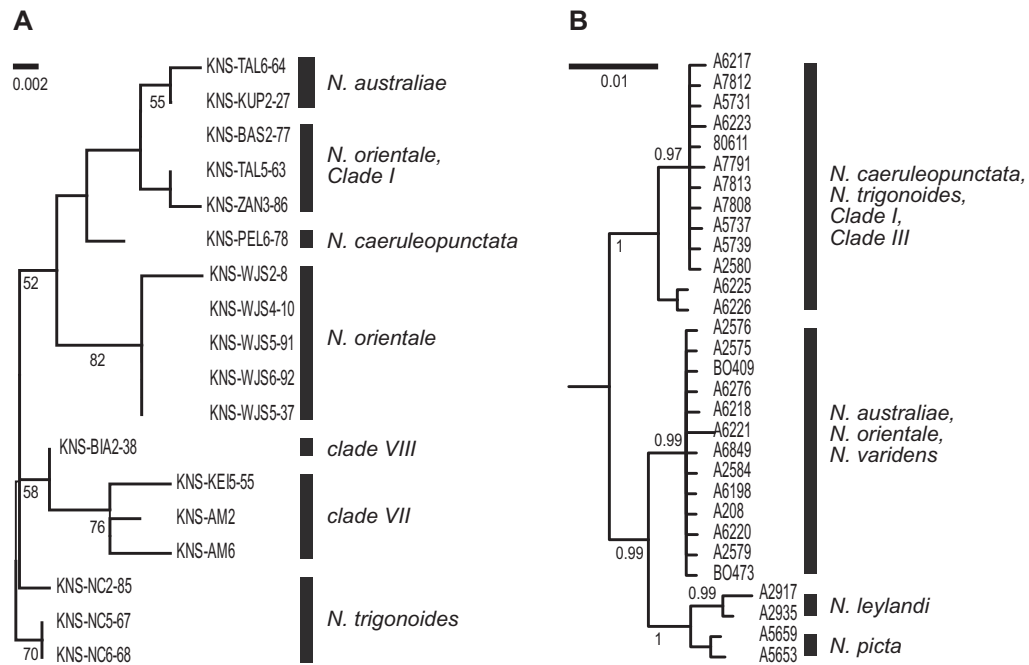 A
0.002
KNS-TAL6-64
KNS-KUP2-27
55
N. australiae
KNS-BAS2-77
KNS-TAL5-63
KNS-ZAN3-86
N. orientale,
Clade I
KNS-PEL6-78
N. caeruleopunctata
52
KNS-WJS2-8
KNS-WJS4-10
KNS-WJS5-91
KNS-WJS6-92
KNS-WJS5-37
82
N. orientale
KNS-BIA2-38
clade VIII
58
KNS-KEI5-55
KNS-AM2
KNS-AM6
76
clade VII
KNS-NC2-85
KNS-NC5-67
KNS-NC6-68
70
N. trigonoides
B
0.01
A6217
A7812
A5731
A6223
80611
0.97
A7791
A7813
A7808
A5737
A5739
A2580
1
A6225
A6226
N. caeruleopunctata,
N. trigonoides,
Clade I,
Clade III
A2576
A2575
BO409
A6276
A6218
A6221
0.99
A6849
A2584
A6198
A208
A6220
A2579
BO473
0.99
N. australiae,
N. orientale,
N. varidens
0.99
A2917
A2935
N. leylandi
1
A5659
A5653
N. picta